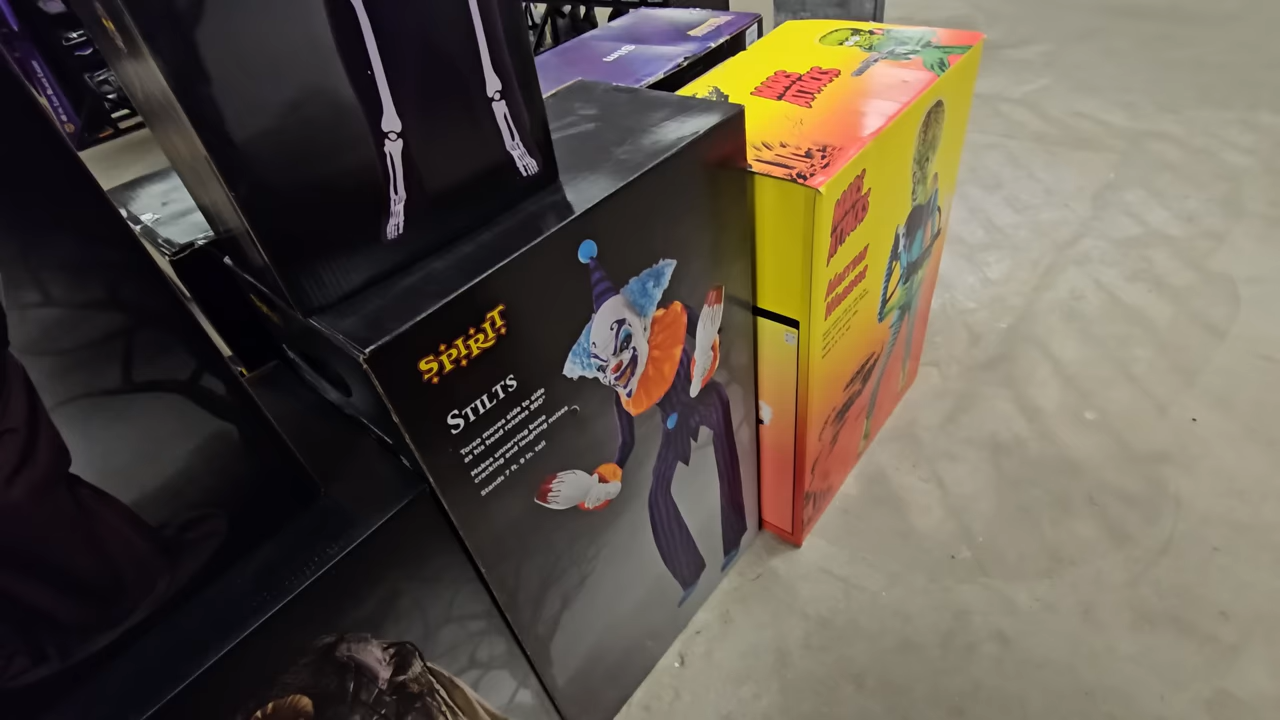 MARS
ATTACKS
MARS
ATTACKS
MARTIAN
SPIRIT
STILTS
Torso moves side to side
as his head rotates 360°
Makes unnerving bone
cracking and laughing noises
Stands 7 ft. 9 in. tall